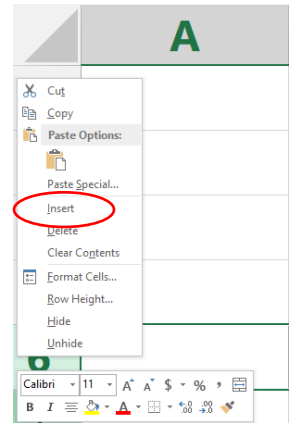 A
Cut
Copy
Paste Options:
Paste Special...
Insert
Delete
Clear Contents
Format Cells...
Row Height...
Hide
Unhide
6
Calibri 11 A A $ % ,
B I A .00 .00